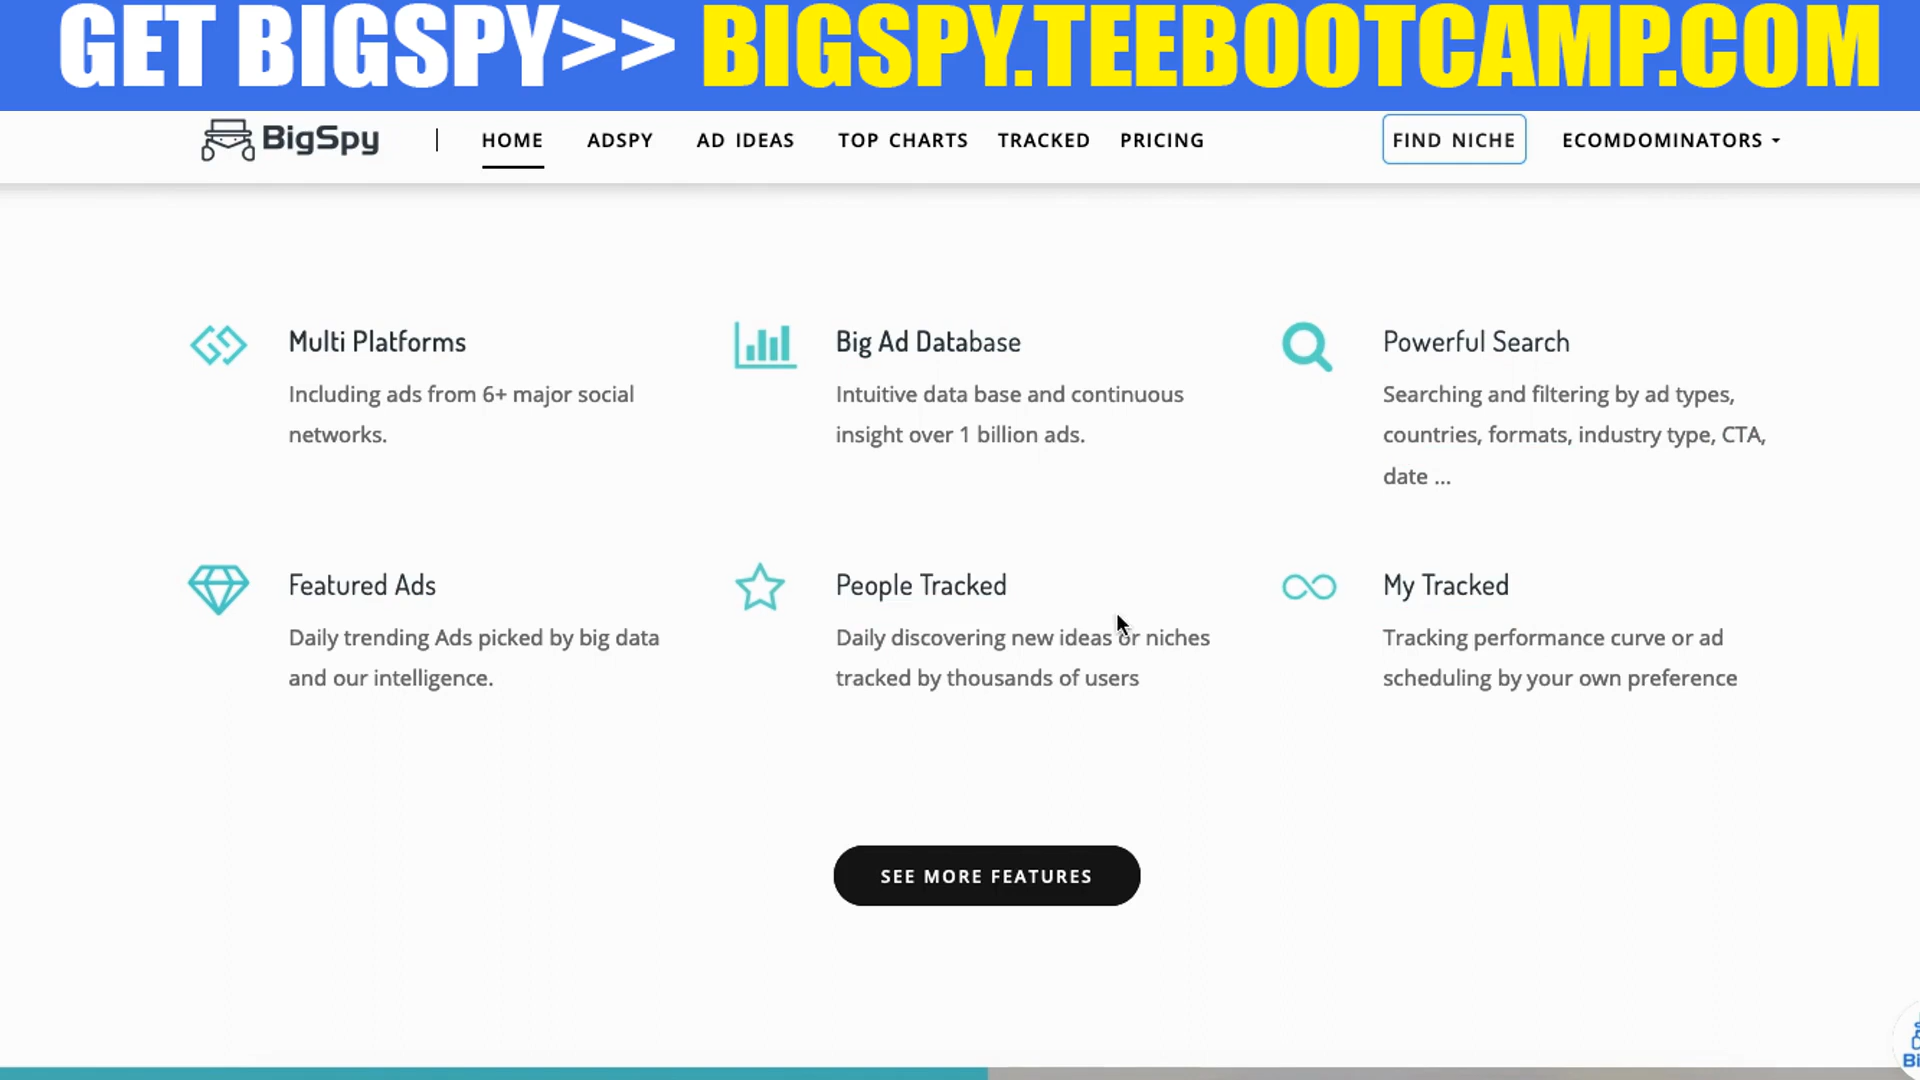 GET BIGSPY>> BIGSPY.TEEBOOTCAMP.COM
BigSpy | HOME ADSPY AD IDEAS TOP CHARTS TRACKED PRICING FIND NICHE ECOMDOMINATORS
Multi Platforms
Including ads from 6+ major social
networks.
Big Ad Database
Intuitive data base and continuous
insight over 1 billion ads.
Powerful Search
Searching and filtering by ad types,
countries, formats, industry type, CTA,
date ...
Featured Ads
Daily trending Ads picked by big data
and our intelligence.
People Tracked
Daily discovering new ideas or niches
tracked by thousands of users
My Tracked
Tracking performance curve or ad
scheduling by your own preference
SEE MORE FEATURES